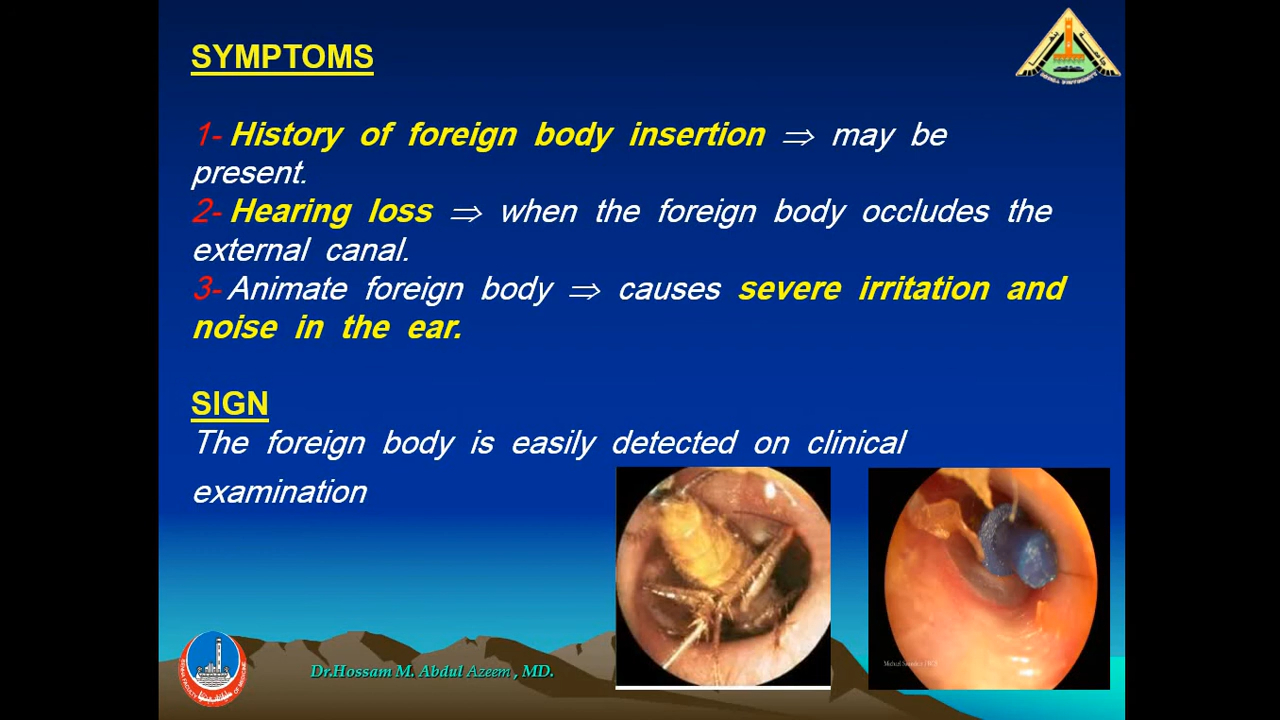 SYMPTOMS
1- History of foreign body insertion ⇒ may be
present.
2- Hearing loss ⇒ when the foreign body occludes the
external canal.
3- Animate foreign body ⇒ causes severe irritation and
noise in the ear.
SIGN
The foreign body is easily detected on clinical
examination
Dr.Hossam M. Abdul Azeem , MD.